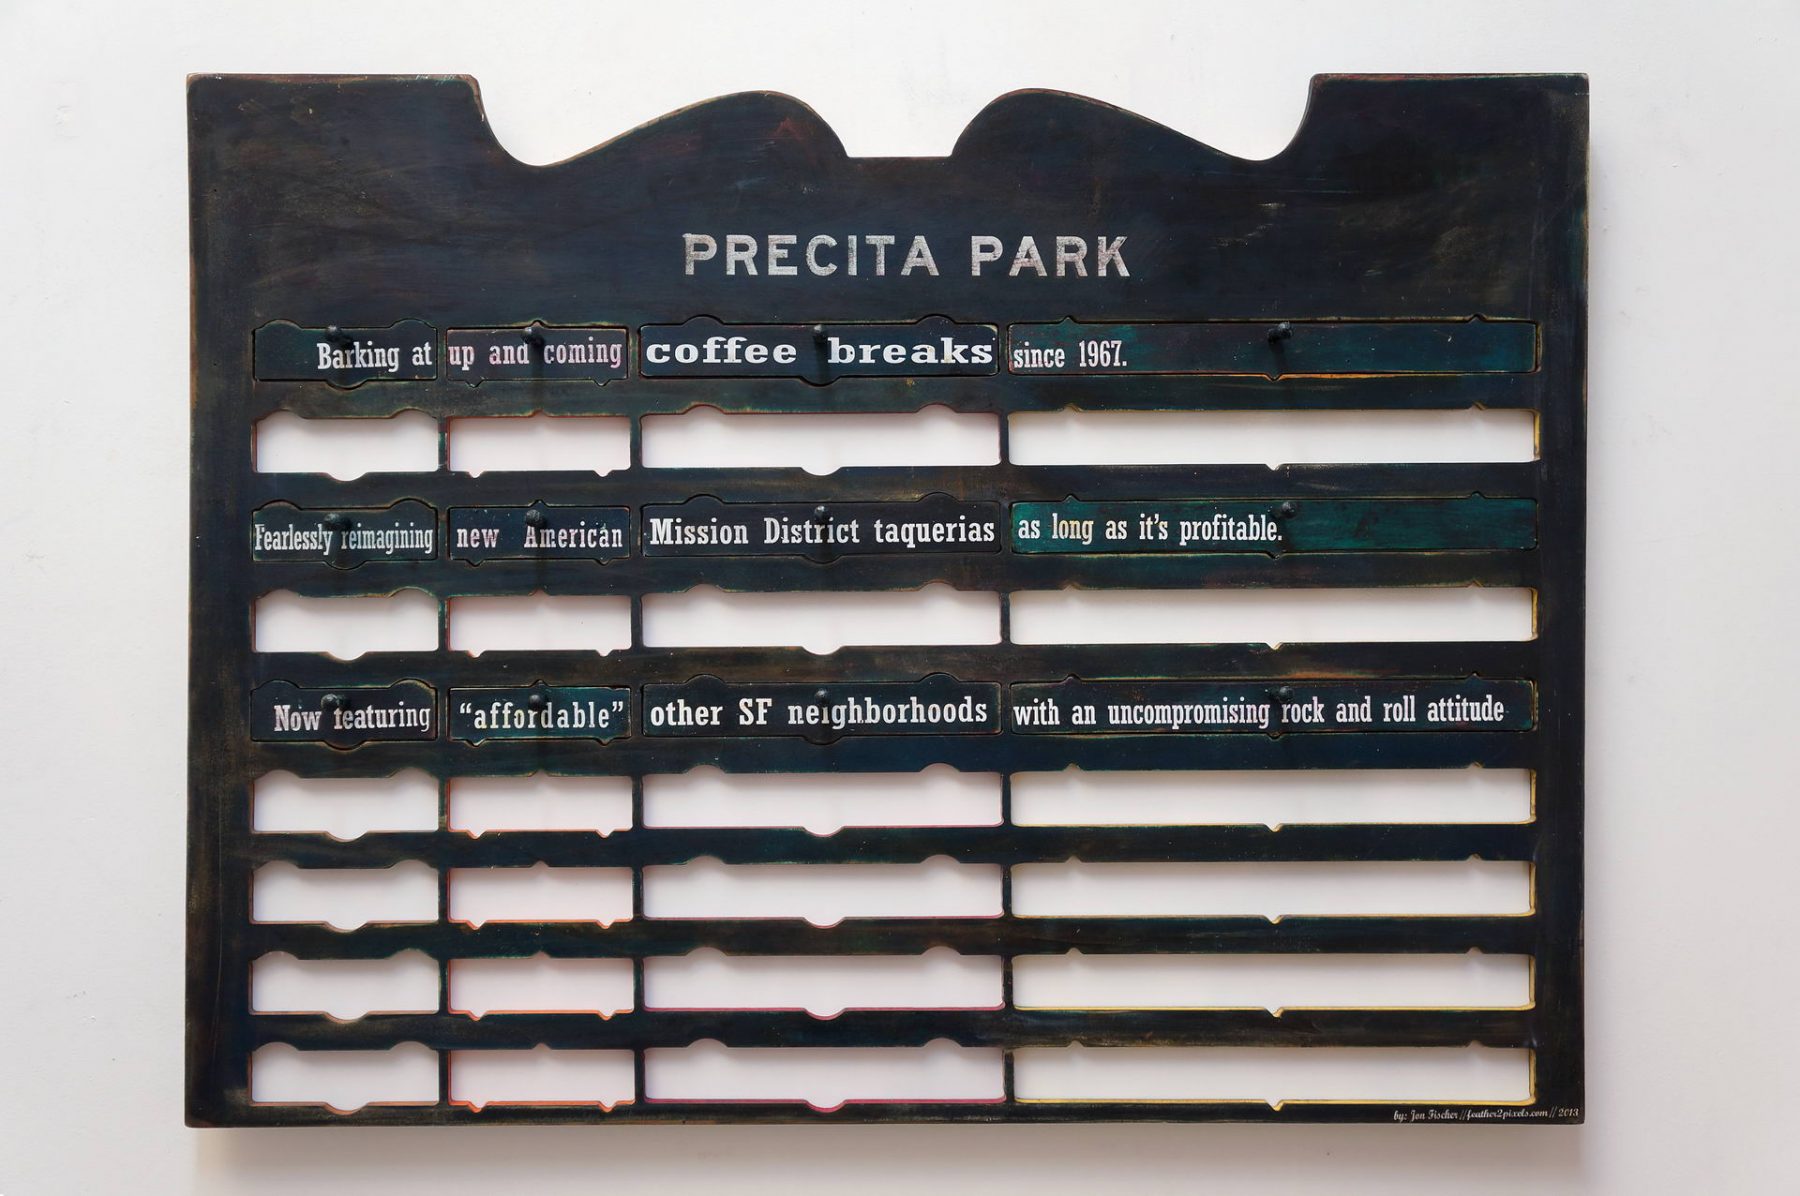 PRECITA PARK
Barking at up and coming coffee breaks since 1967.
Fearlessly reimagining new American Mission District taquerias as long as it's profitable.
Now featuring “affordable” other SF neighborhoods with an uncompromising rock and roll attitude
by: Jon Fischer // feather2pixels.com // 2013